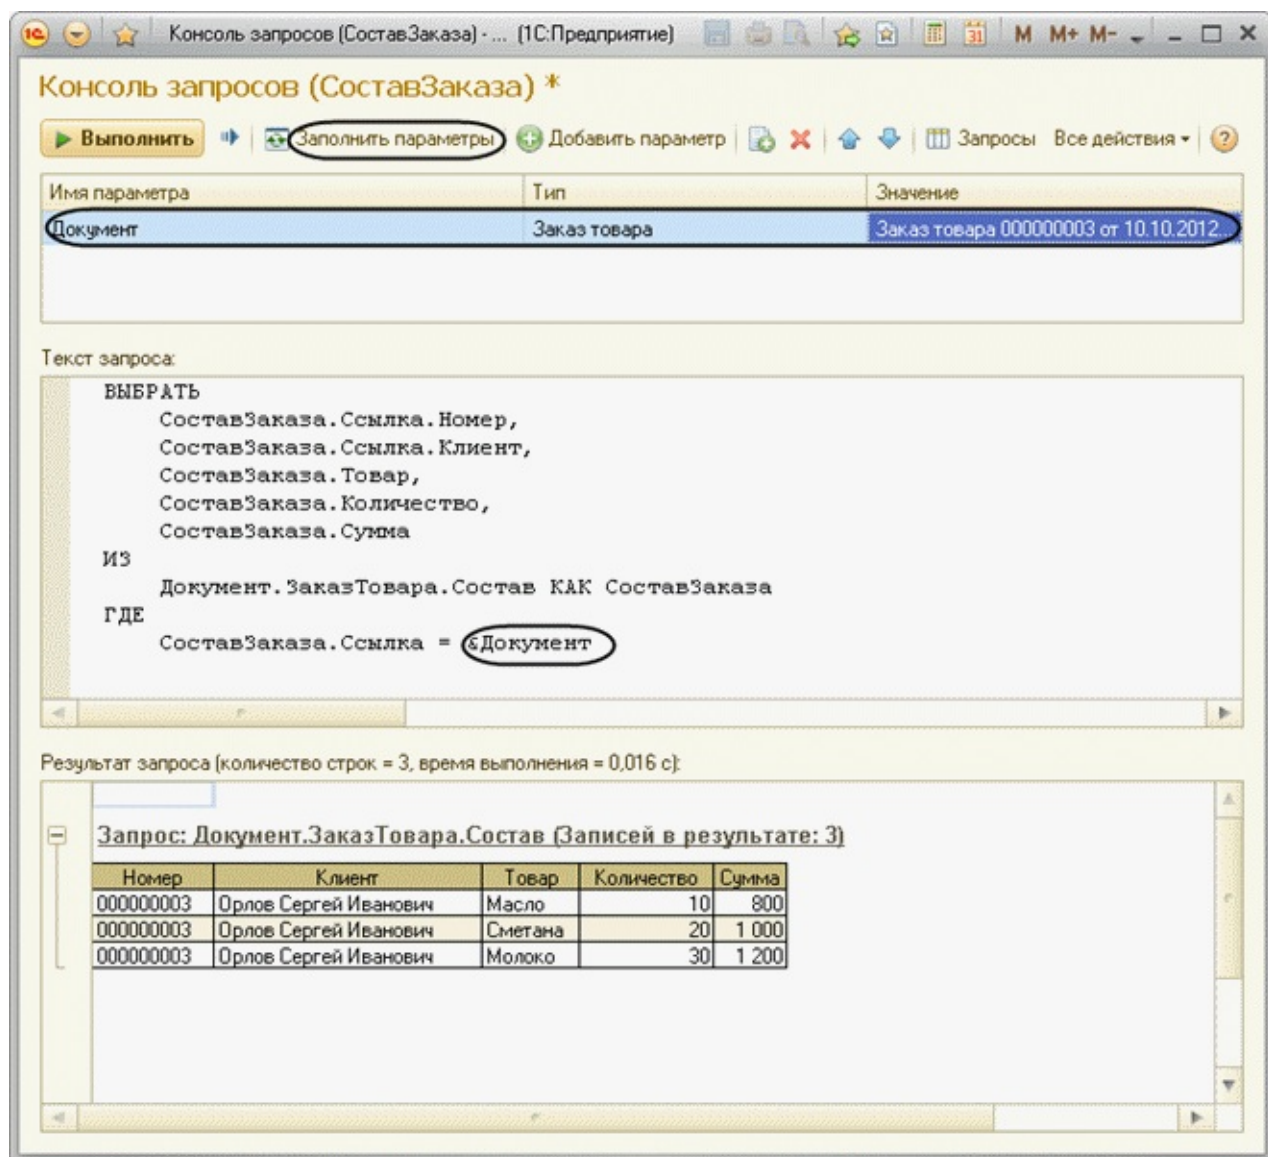 Консоль запросов (СоставЗаказа) - ... (1С:Предприятие) M M+ M-
Консоль запросов (СоставЗаказа) *
Выполнить Заполнить параметры Добавить параметр Запросы Все действия
Имя параметра Тип Значение
Документ Заказ товара Заказ товара 000000003 от 10.10.2012...
Текст запроса:
ВЫБРАТЬ
СоставЗаказа.Ссылка.Номер,
СоставЗаказа.Ссылка.Клиент,
СоставЗаказа.Товар,
СоставЗаказа.Количество,
СоставЗаказа.Сумма
ИЗ
Документ.ЗаказТовара.Состав КАК СоставЗаказа
ГДЕ
СоставЗаказа.Ссылка = &Документ
Результат запроса (количество строк = 3, время выполнения = 0,016 с):
Запрос: Документ.ЗаказТовара.Состав (Записей в результате: 3)
Номер Клиент Товар Количество Сумма
000000003 Орлов Сергей Иванович Масло 10 800
000000003 Орлов Сергей Иванович Сметана 20 1 000
000000003 Орлов Сергей Иванович Молоко 30 1 200